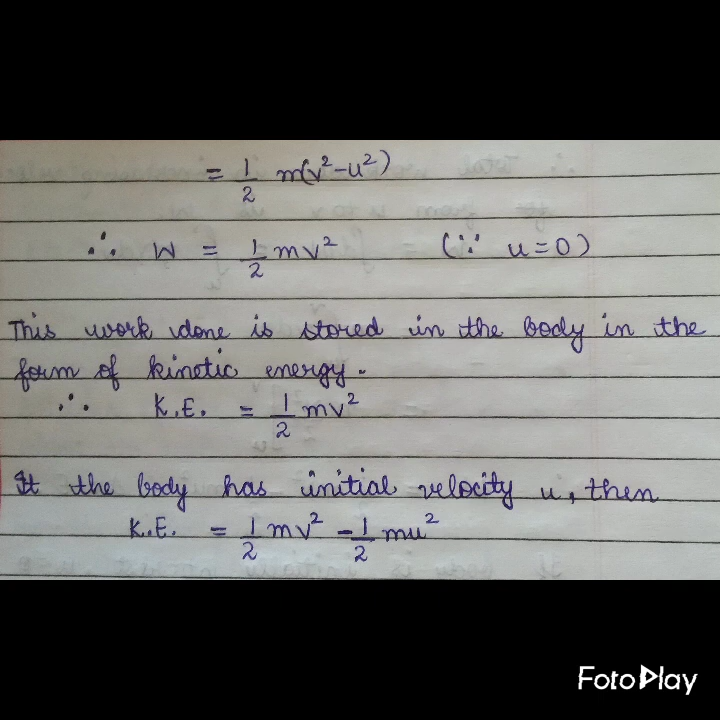 = 1/2 m(v²-u²)
∴ W = 1/2 mv² (∵ u=0)
This work done is stored in the body in the
form of kinetic energy.
∴ K.E. = 1/2 mv²
If the body has initial velocity u, then
K.E. = 1/2 mv² - 1/2 mu²
FotoPlay